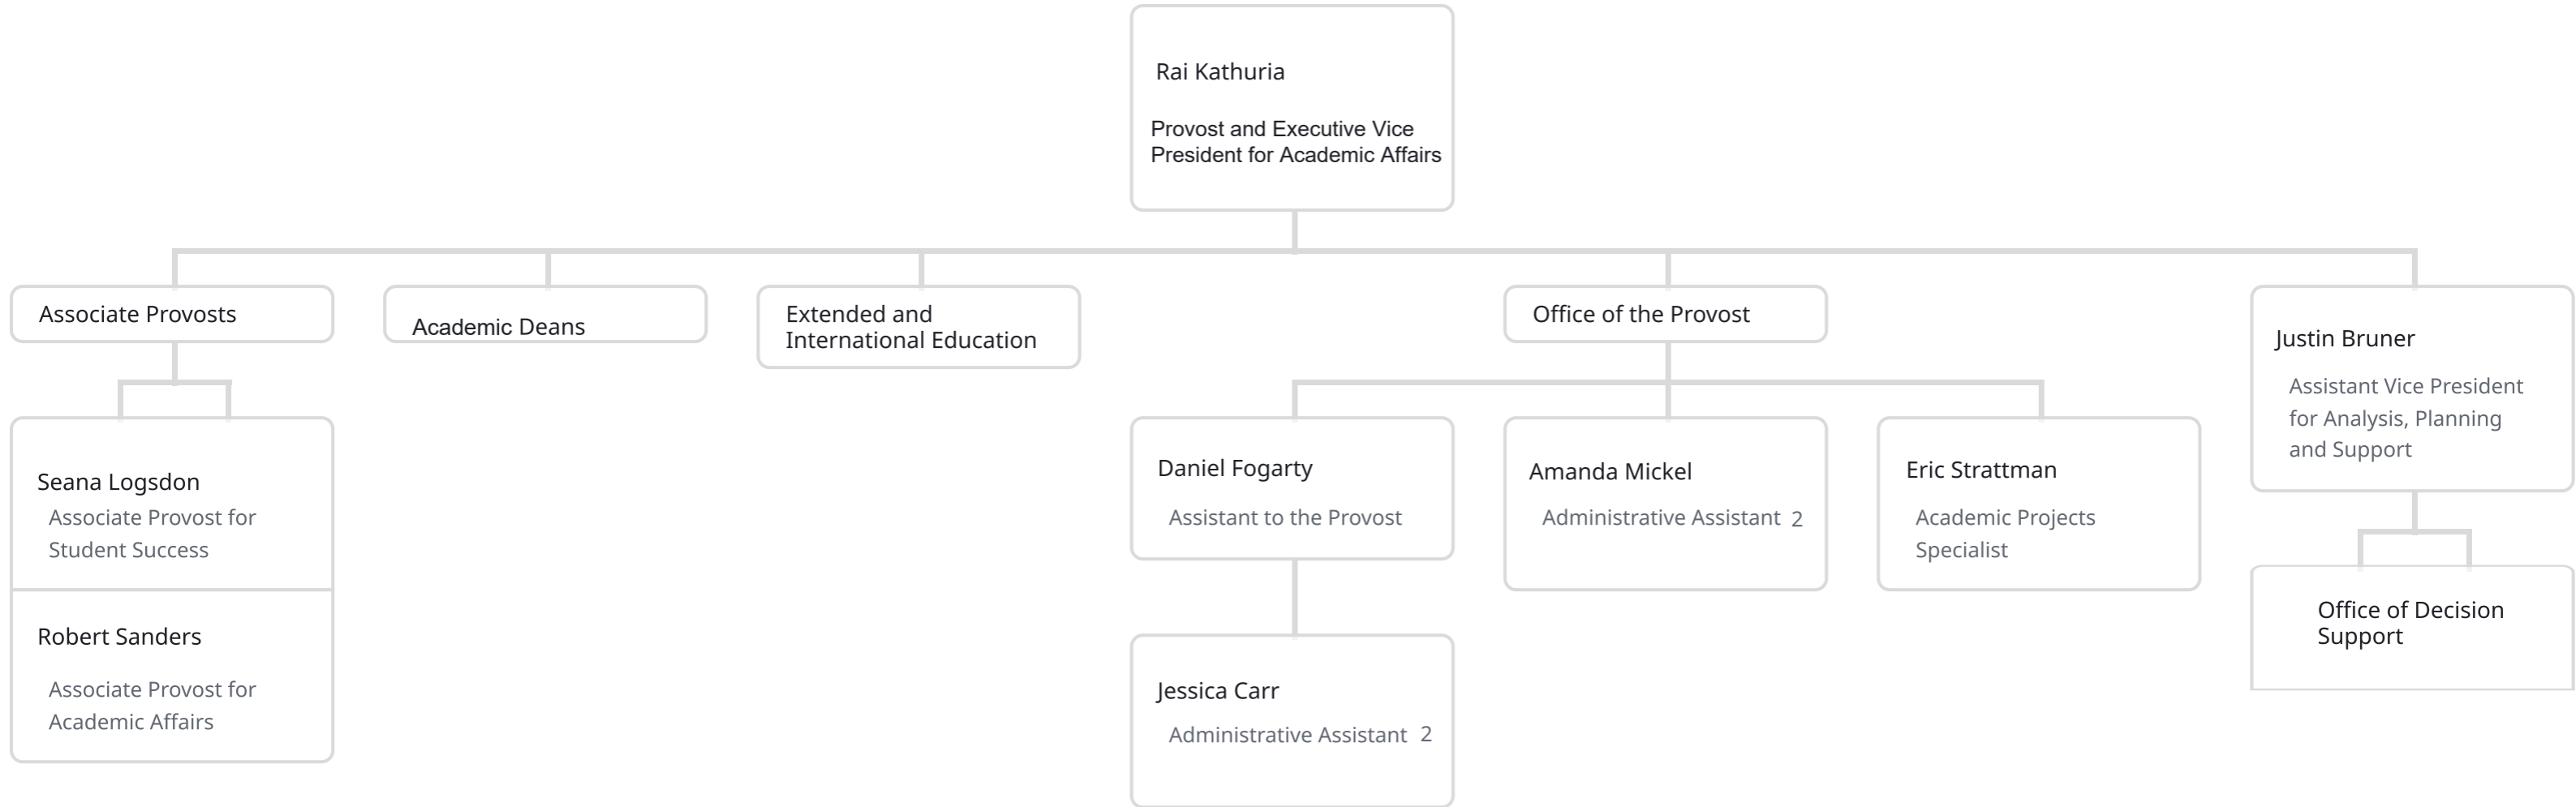 Rai Kathuria
Provost and Executive Vice
President for Academic Affairs
Associate Provosts
Academic Deans
Extended and
International Education
Office of the Provost
Justin Bruner
Assistant Vice President
for Analysis, Planning
and Support
Seana Logsdon
Associate Provost for
Student Success
Robert Sanders
Associate Provost for
Academic Affairs
Daniel Fogarty
Assistant to the Provost
Jessica Carr
Administrative Assistant 2
Amanda Mickel
Administrative Assistant 2
Eric Strattman
Academic Projects
Specialist
Office of Decision
Support